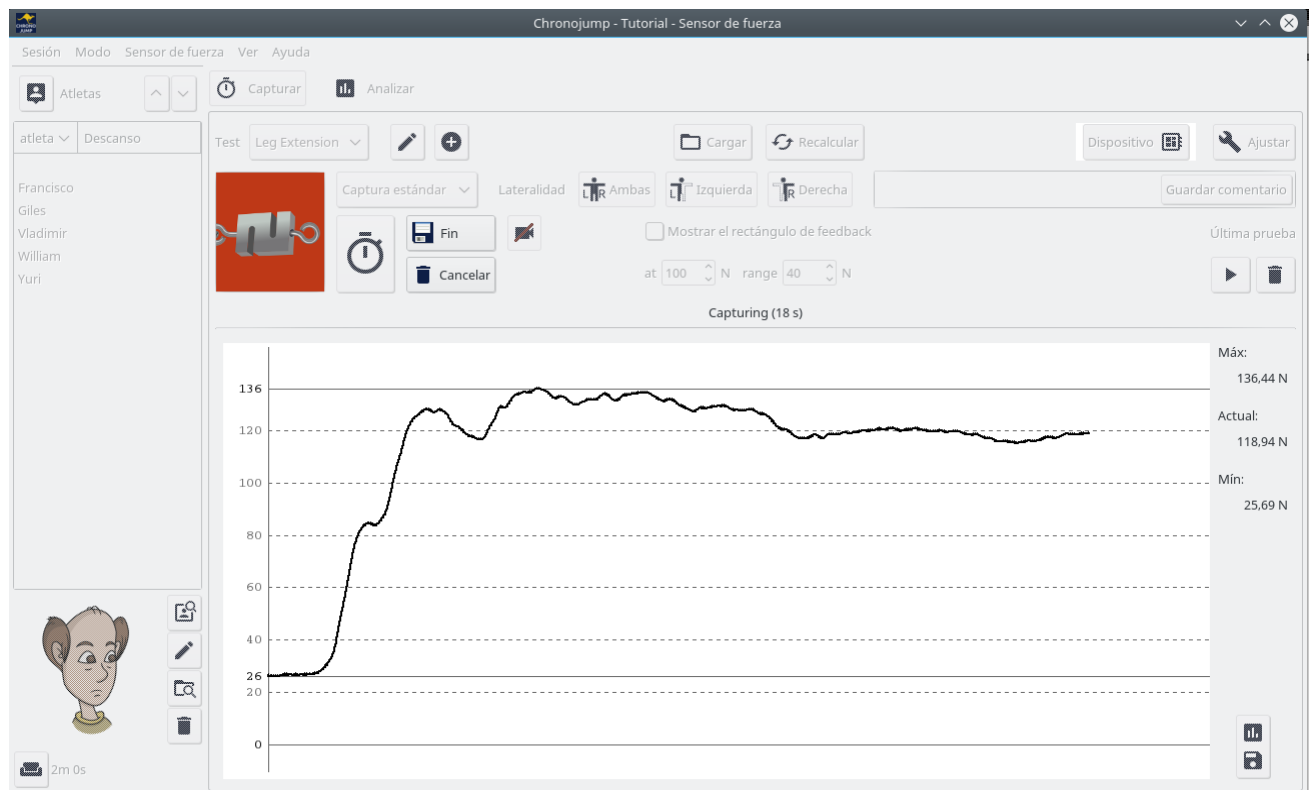 Chronojump - Tutorial - Sensor de fuerza
CHRONO
JUMP
Sesión Modo Sensor de fuerza Ver Ayuda
Atletas
Capturar Analizar
atleta Descanso
Test Leg Extension
Cargar Recalcular
Dispositivo Ajustar
Francisco
Giles
Vladimir
William
Yuri
Captura estándar Lateralidad L R Ambas L Izquierda R Derecha
Guardar comentario
Fin
Mostrar el rectángulo de feedback
Última prueba
Cancelar
at 100 N range 40 N
Capturing (18 s)
136
120
100
80
60
40
26
20
0
Máx:
136,44 N
Actual:
118,94 N
Mín:
25,69 N
2m 0s